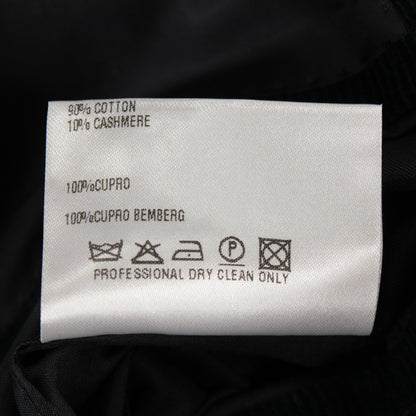 90% COTTON
10% CASHMERE
100%CUPRO
100%CUPRO BEMBERG
P
PROFESSIONAL DRY CLEAN ONLY